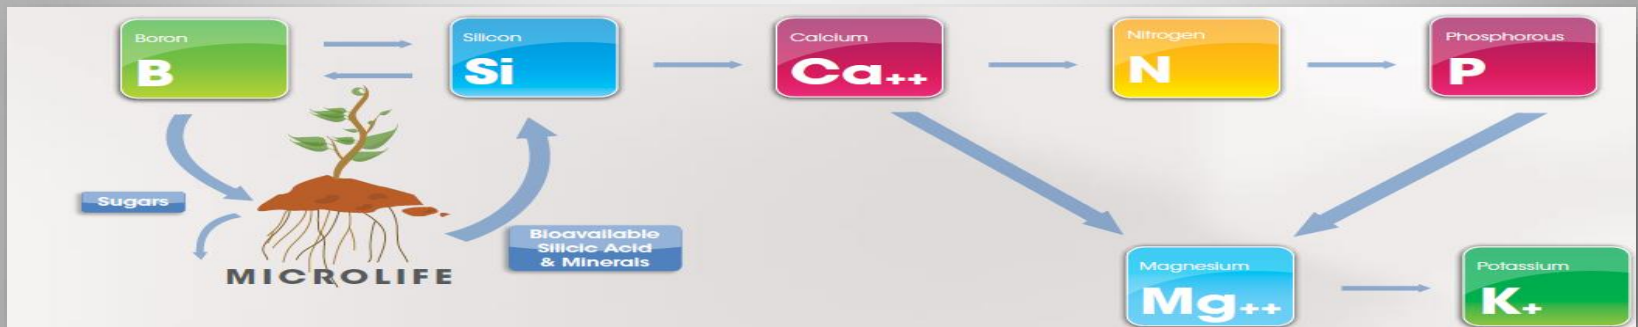 Boron
B
Silicon
Si
Calcium
Ca++
Nitrogen
N
Phosphorous
P
Sugars
Bioavailable
Silicic Acid
& Minerals
MICROLIFE
Magnesium
Mg++
Potassium
K+